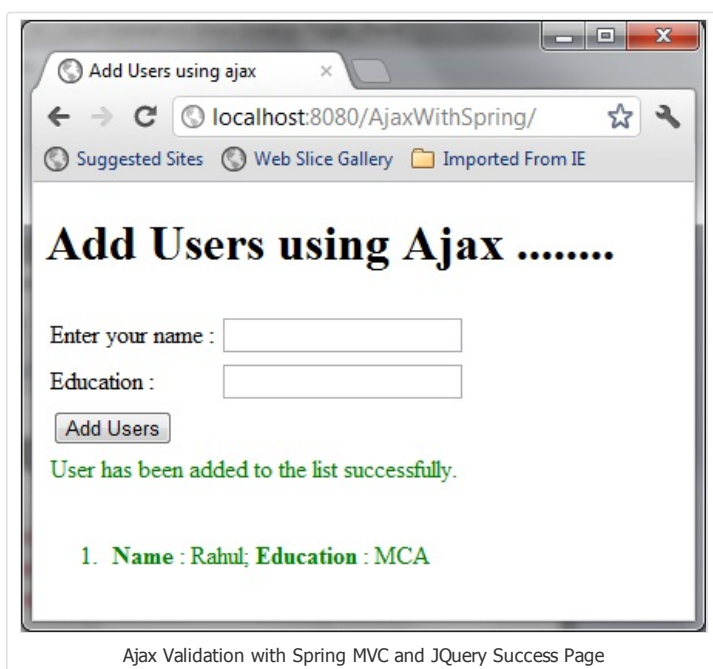 Add Users using ajax
localhost:8080/AjaxWithSpring/
Suggested Sites Web Slice Gallery Imported From IE
Add Users using Ajax ........
Enter your name :
Education :
Add Users
User has been added to the list successfully.
1. Name : Rahul; Education : MCA
Ajax Validation with Spring MVC and JQuery Success Page